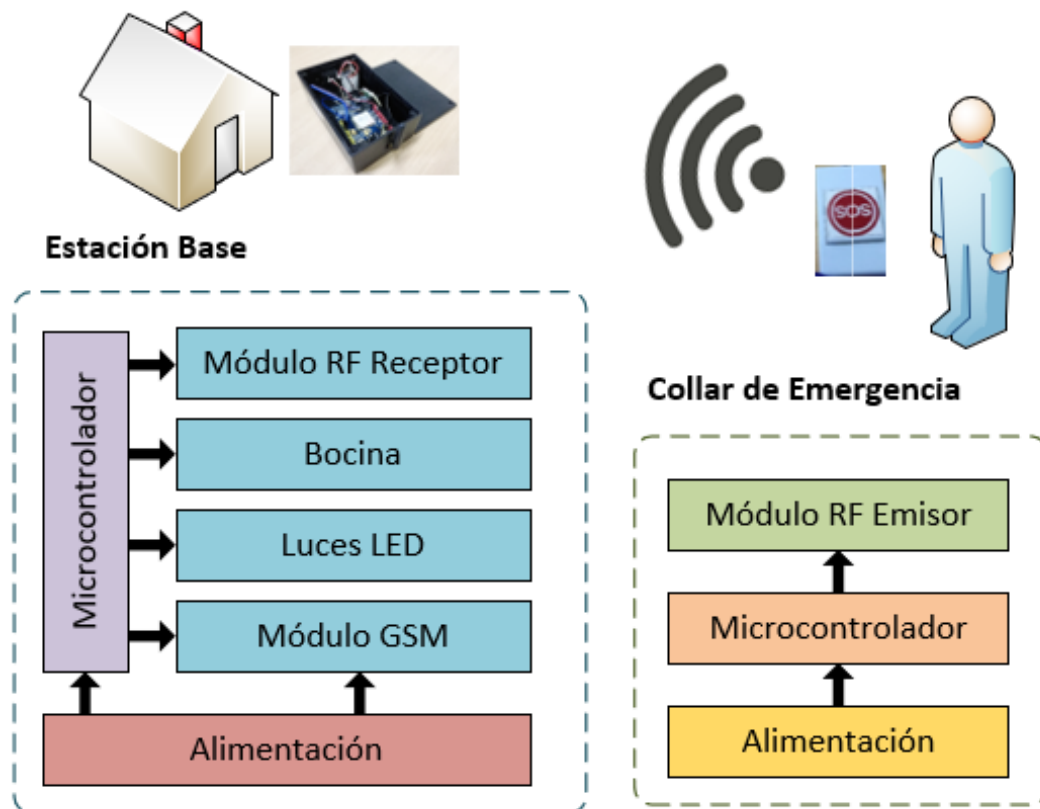 Estación Base
Microcontrolador
Módulo RF Receptor
Bocina
Luces LED
Módulo GSM
Alimentación
SOS
Collar de Emergencia
Módulo RF Emisor
Microcontrolador
Alimentación